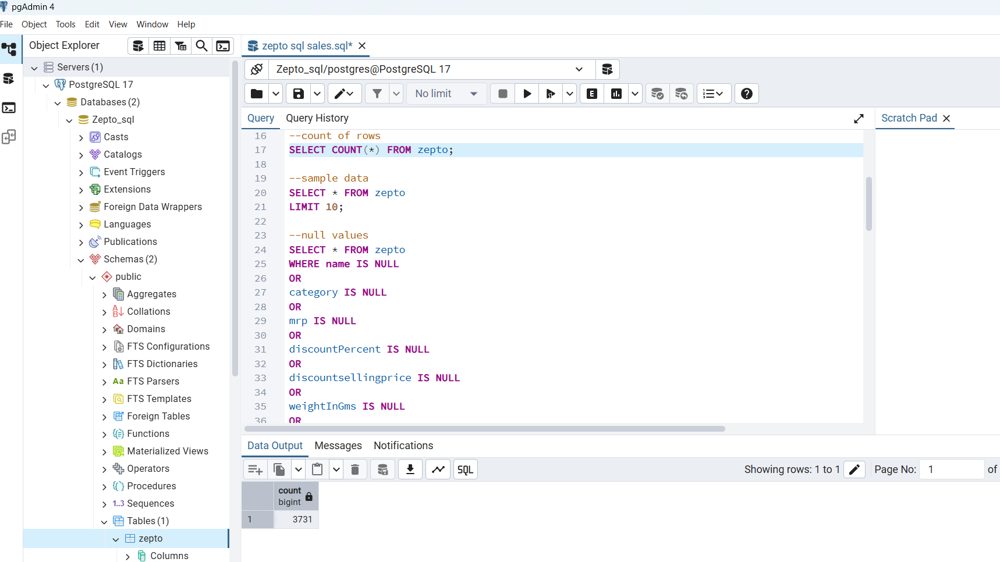 pgAdmin 4
File Object Tools Edit View Window Help
Object Explorer
zepto sql sales.sql*
Servers (1)
PostgreSQL 17
Databases (2)
Zepto_sql
Casts
Catalogs
Event Triggers
Extensions
Foreign Data Wrappers
Languages
Publications
Schemas (2)
public
Aggregates
Collations
Domains
FTS Configurations
FTS Dictionaries
Aa FTS Parsers
FTS Templates
Foreign Tables
Functions
Materialized Views
Operators
Procedures
1..3 Sequences
Tables (1)
zepto
Columns
Zepto_sql/postgres@PostgreSQL 17
No limit
E
Query Query History
Scratch Pad
16 --count of rows
17 SELECT COUNT(*) FROM zepto;
18
19 --sample data
20 SELECT * FROM zepto
21 LIMIT 10;
22
23 --null values
24 SELECT * FROM zepto
25 WHERE name IS NULL
26 OR
27 category IS NULL
28 OR
29 mrp IS NULL
30 OR
31 discountPercent IS NULL
32 OR
33 discountsellingprice IS NULL
34 OR
35 weightInGms IS NULL
36 OR
Data Output Messages Notifications
SQL
Showing rows: 1 to 1
Page No: 1 of
count
bigint
1 3731